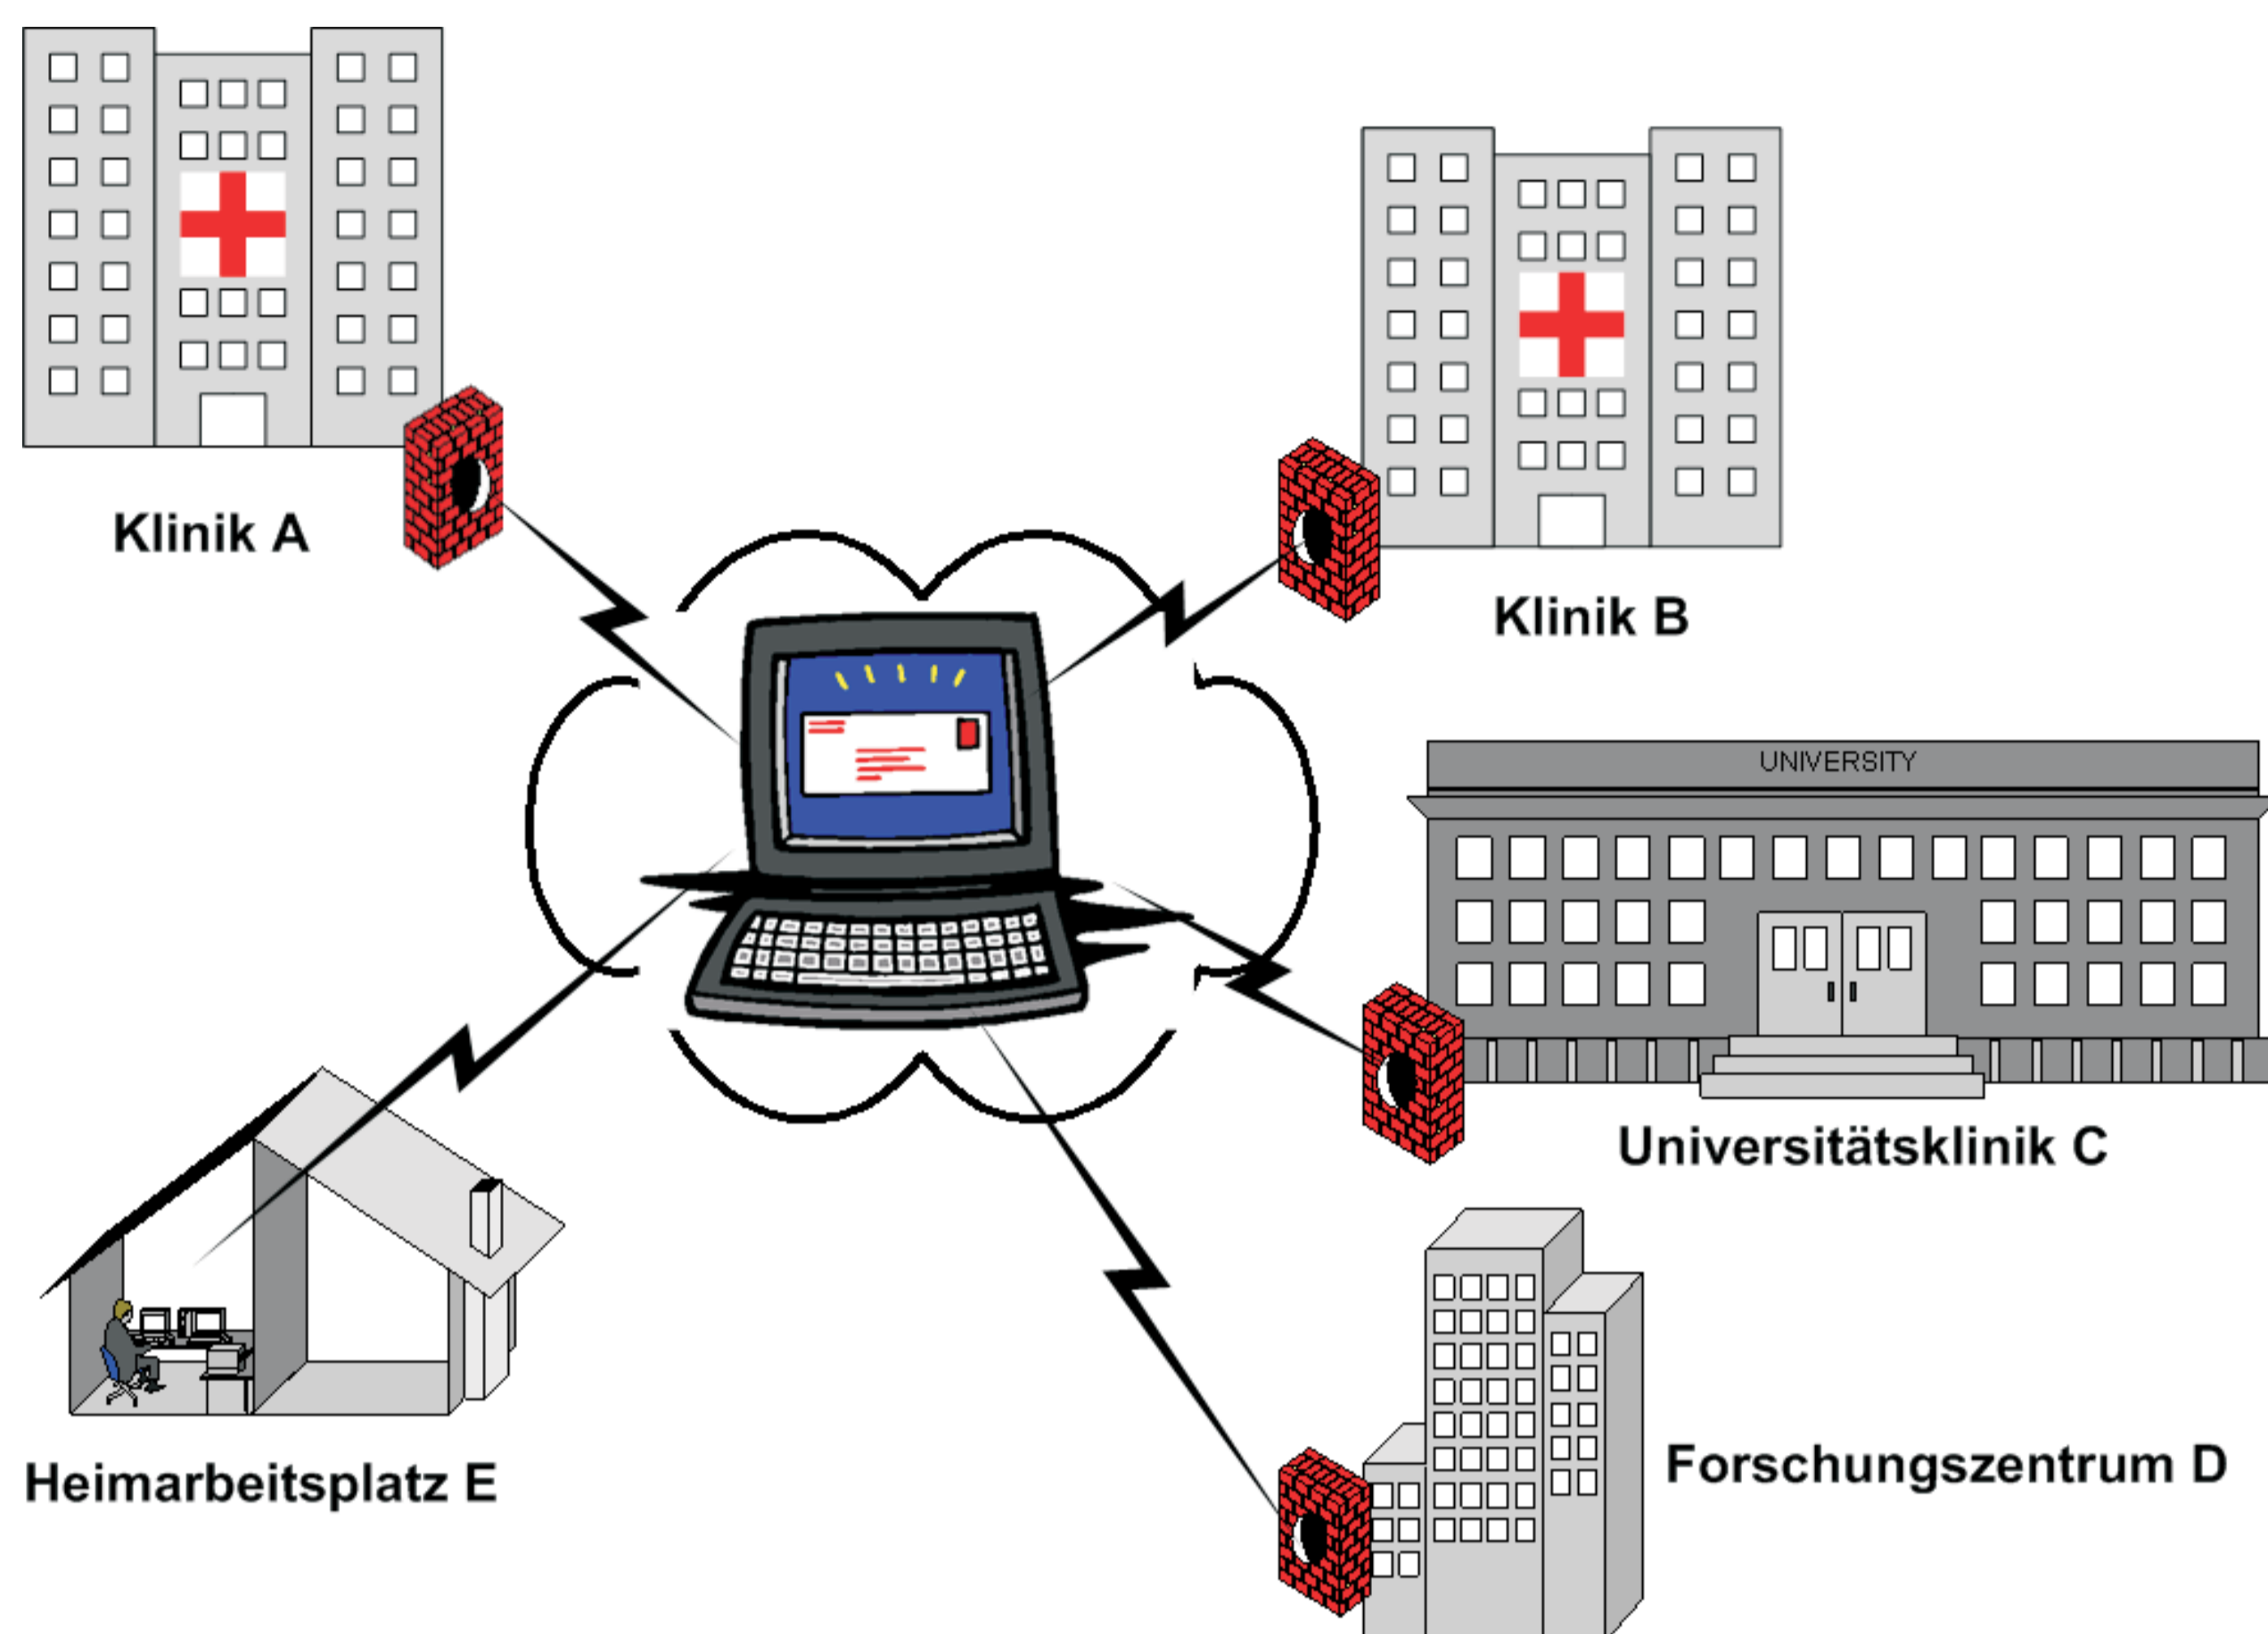 Klinik A
Klinik B
UNIVERSITY
Universitätsklinik C
Heimarbeitsplatz E
Forschungszentrum D